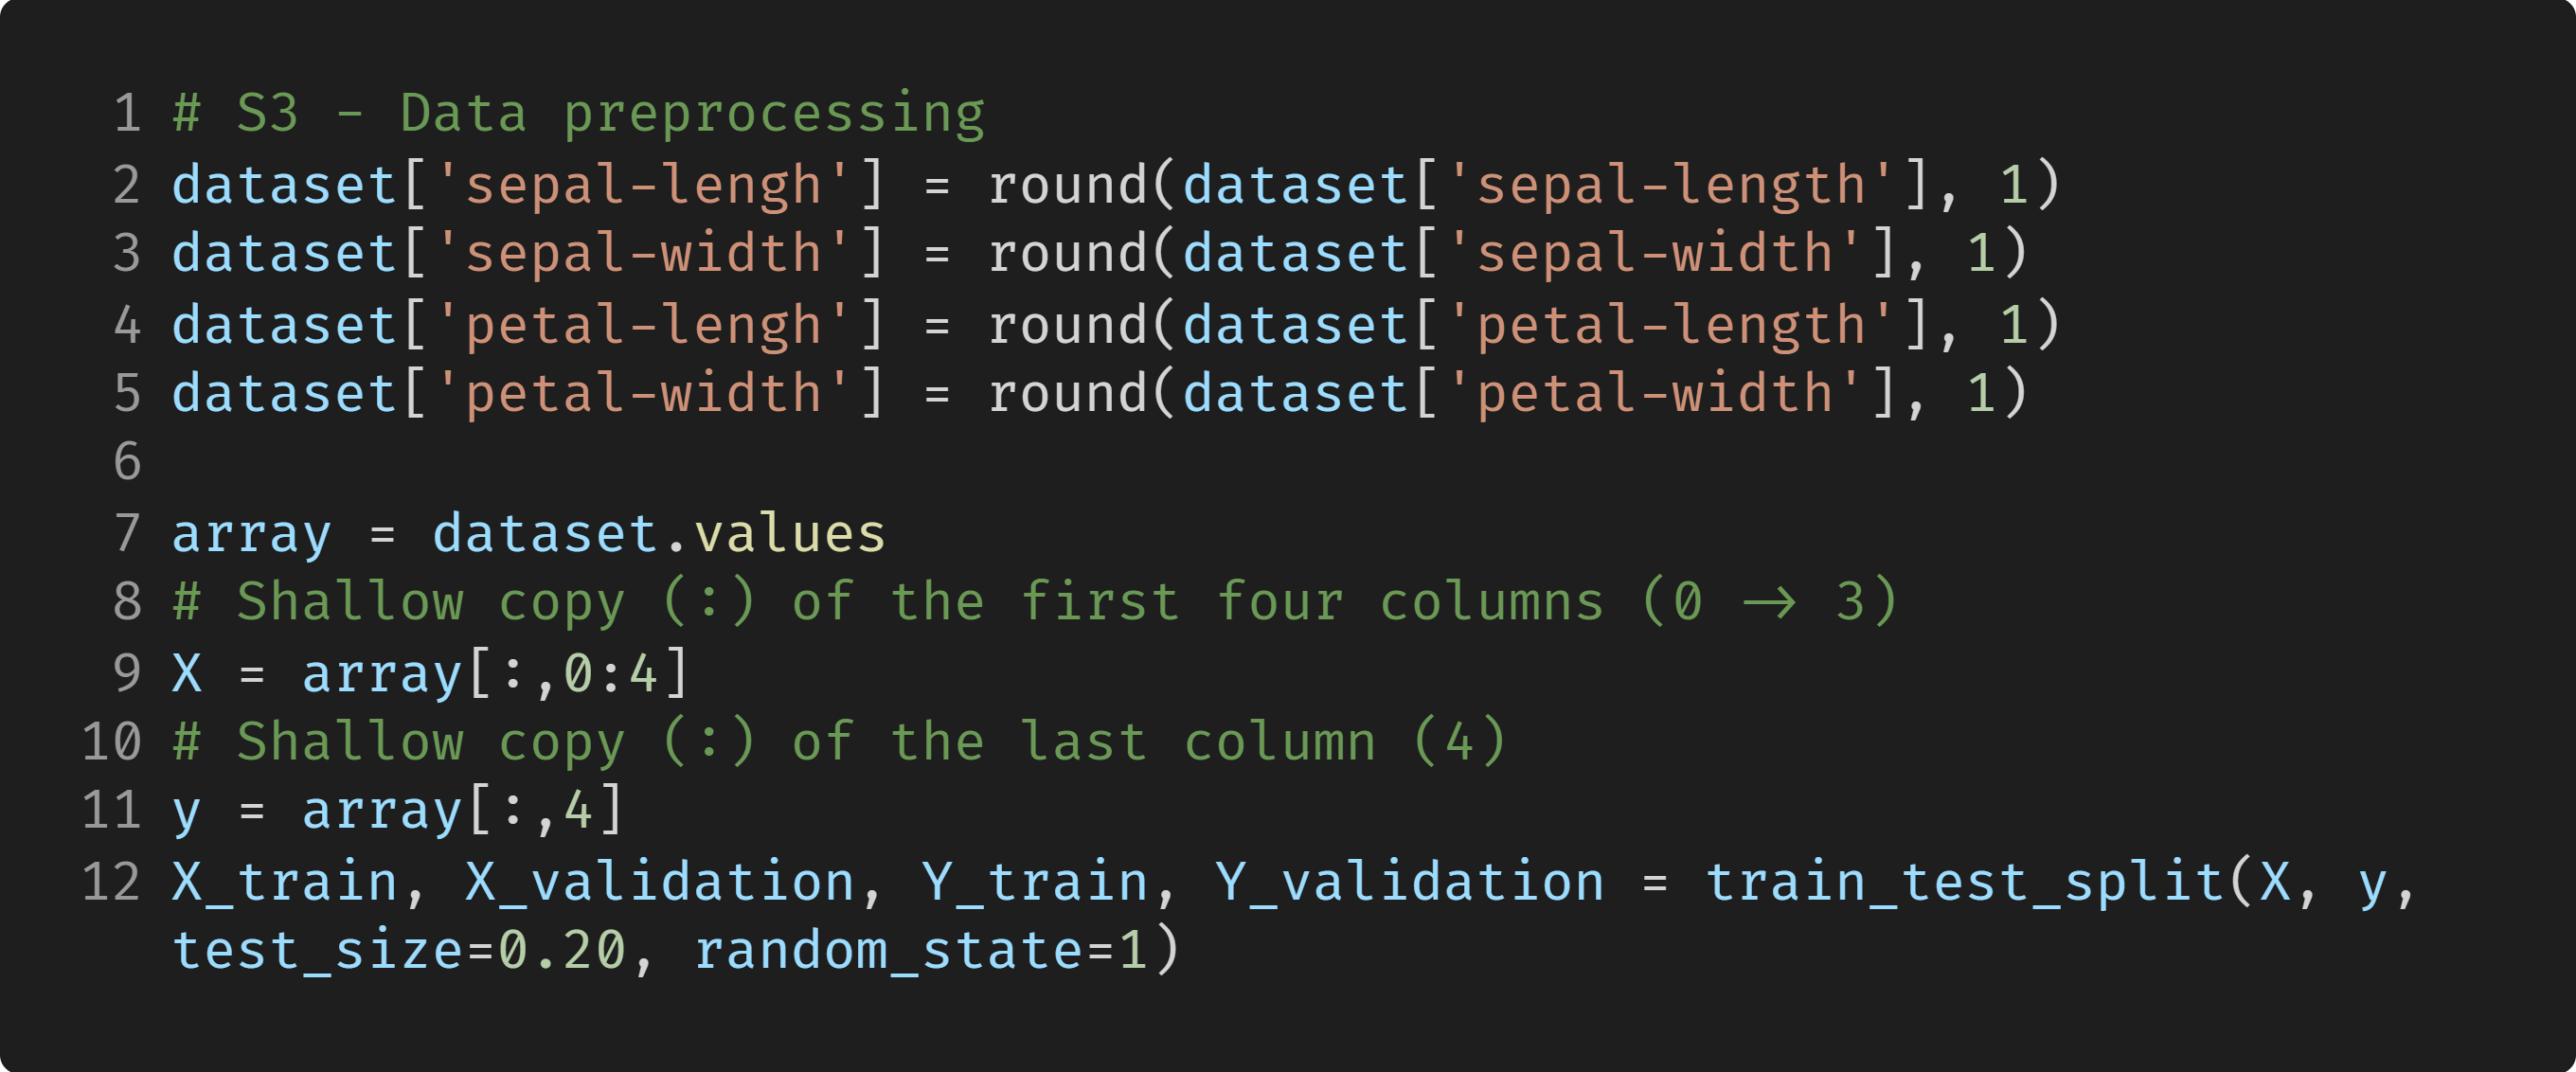 1 # S3 - Data preprocessing
2 dataset['sepal-lengh'] = round(dataset['sepal-length'], 1)
3 dataset['sepal-width'] = round(dataset['sepal-width'], 1)
4 dataset['petal-lengh'] = round(dataset['petal-length'], 1)
5 dataset['petal-width'] = round(dataset['petal-width'], 1)
6
7 array = dataset.values
8 # Shallow copy (:) of the first four columns (0 → 3)
9 X = array[:,0:4]
10 # Shallow copy (:) of the last column (4)
11 y = array[:,4]
12 X_train, X_validation, Y_train, Y_validation = train_test_split(X, y,
test_size=0.20, random_state=1)